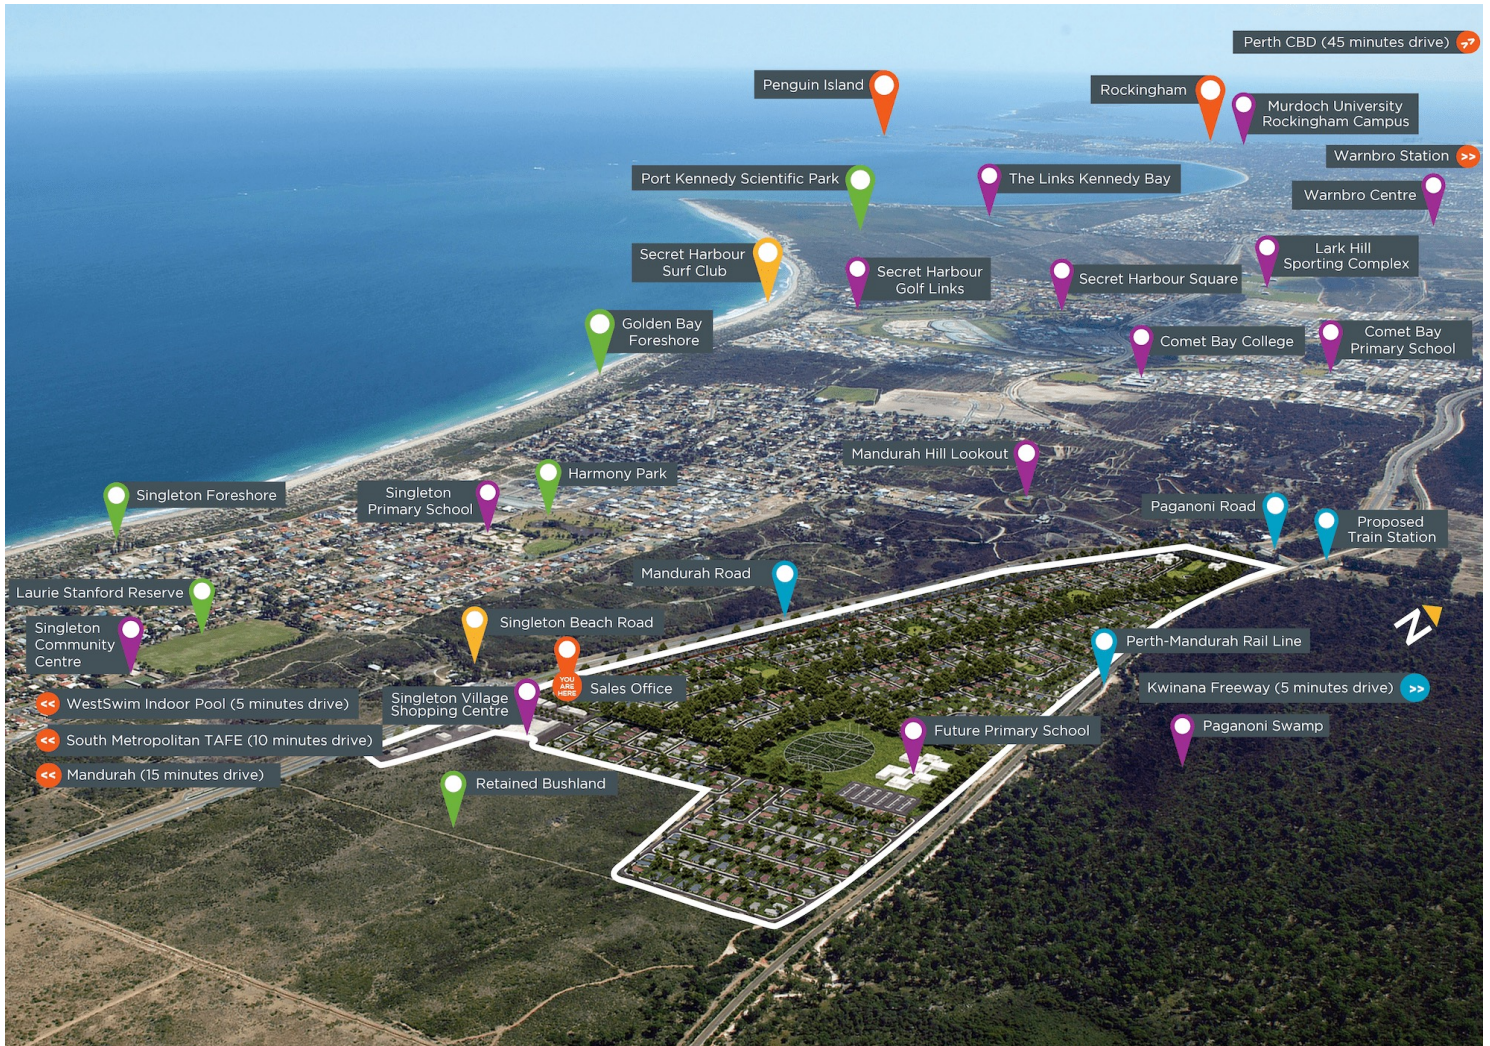 Perth CBD (45 minutes drive)
Penguin Island
Rockingham
Murdoch University
Rockingham Campus
Warnbro Station
Port Kennedy Scientific Park
The Links Kennedy Bay
Warnbro Centre
Secret Harbour
Surf Club
Secret Harbour
Golf Links
Secret Harbour Square
Lark Hill
Sporting Complex
Golden Bay
Foreshore
Comet Bay College
Comet Bay
Primary School
Mandurah Hill Lookout
Harmony Park
Singleton Foreshore
Singleton
Primary School
Paganoni Road
Proposed
Train Station
Mandurah Road
Laurie Stanford Reserve
Singleton Beach Road
Singleton
Community
Centre
Perth-Mandurah Rail Line
N
YOU
ARE
HERE
Sales Office
Kwinana Freeway (5 minutes drive)
Singleton Village
Shopping Centre
WestSwim Indoor Pool (5 minutes drive)
Future Primary School
Paganoni Swamp
South Metropolitan TAFE (10 minutes drive)
Mandurah (15 minutes drive)
Retained Bushland